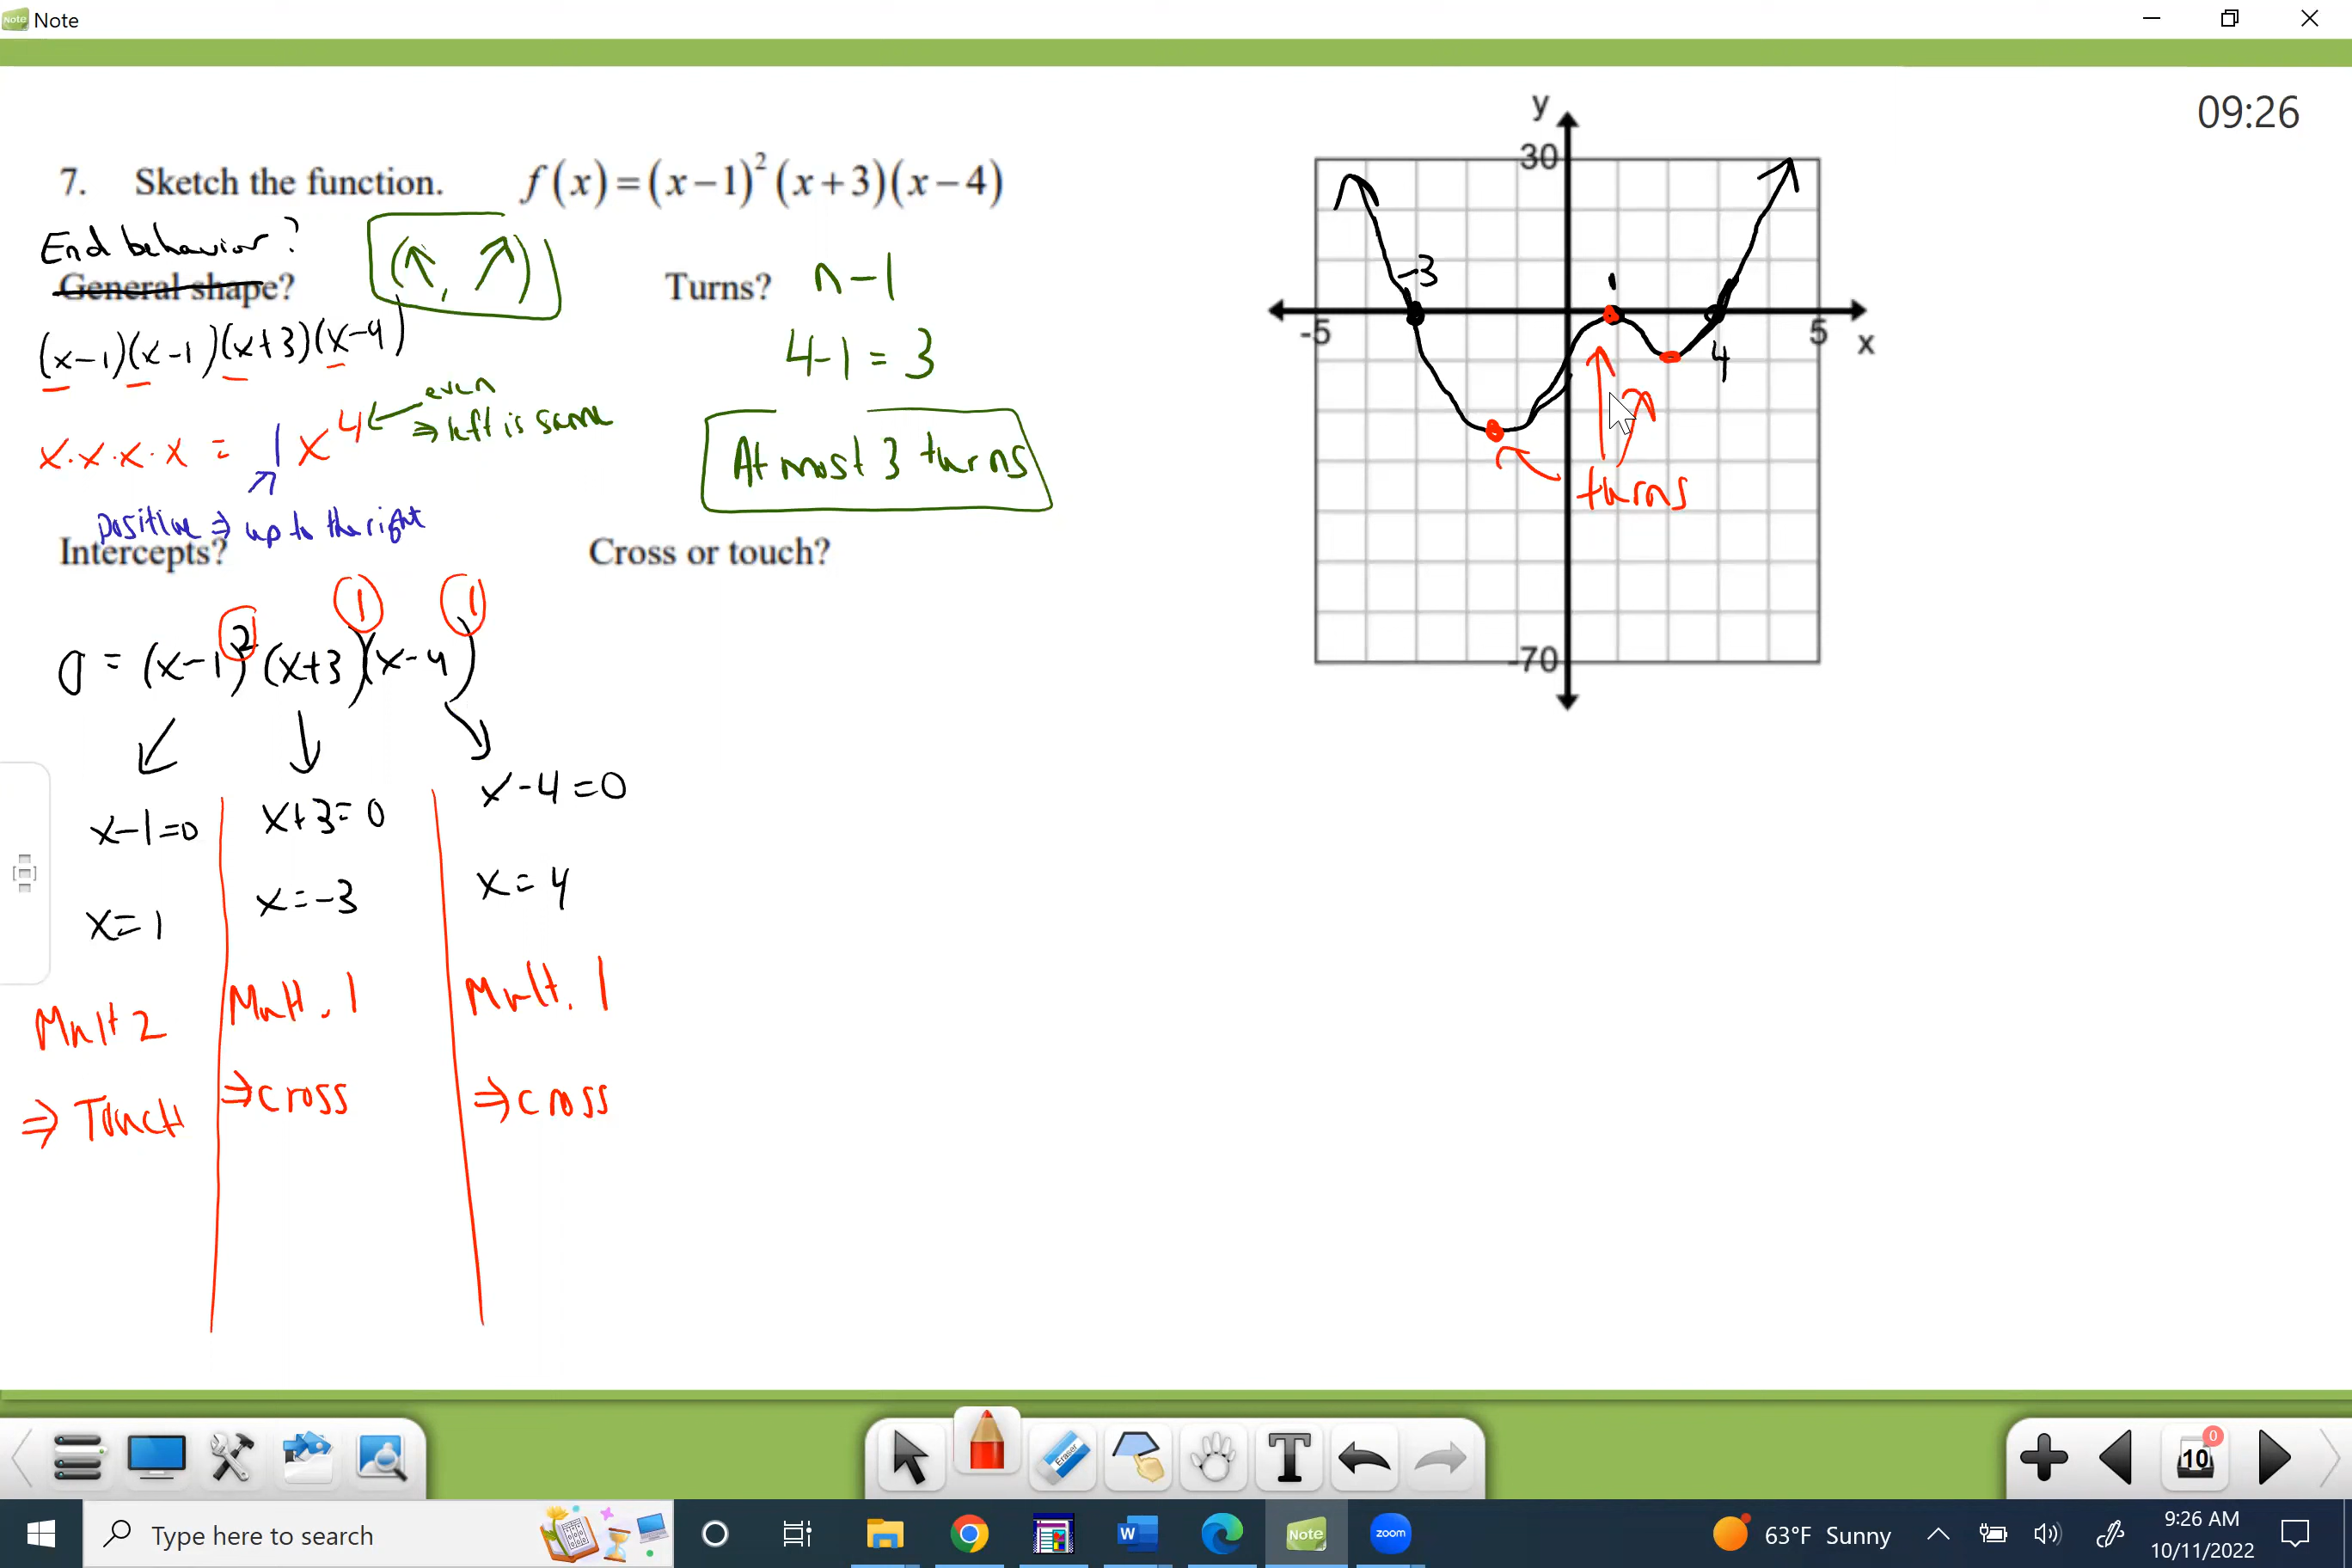 Note
09:26
7. Sketch the function. f(x)=(x−1)²(x+3)(x−4)
End behavior?
General shape?
(↖, ↗)
(x-1)(x-1)(x+3)(x-4)
x·x·x·x = 1x⁴
even
⇒ left is same
positive ⇒ up to the right
Turns? n-1
4-1=3
At most 3 turns
Intercepts?
Cross or touch?
0=(x-1)²(x+3)(x-4)
2 1 1
x-1=0 x+3=0 x-4=0
x=1 x=-3 x=4
Mult 2 Mult. 1 Mult. 1
⇒ Touch ⇒ cross ⇒ cross
y
30
-3 1
-5 4 5 x
turns
-70
Eraser
T
10
0
Type here to search
W
Note
zoom
63°F Sunny
9:26 AM
10/11/2022